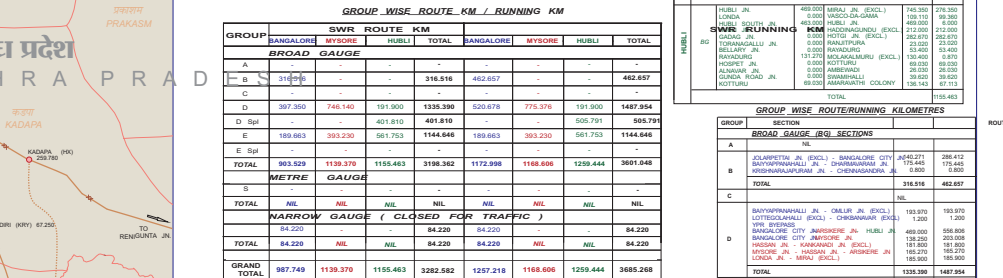 प्रकासम
PRAKASM
ध्र प्रदेश
IRA PRADESH
कड़पा
KADAPA
KADAPA (HX)
259.780
DIRI (KRY) 67.250
TO
RENIGUNTA JN.
GROUP WISE ROUTE KM / RUNNING KM
GROUP SWR ROUTE KM SWR RUNNING KM
BANGALORE MYSORE HUBLI TOTAL BANGALORE MYSORE HUBLI TOTAL
BROAD GAUGE
A - - - - - - - -
B 316.516 - - 316.516 462.657 - - 462.657
C - - - - - - - -
D 397.350 746.140 191.900 1335.390 520.678 775.376 191.900 1487.954
D Spl - - 401.810 401.810 - - 505.791 505.791
E 189.663 393.230 561.753 1144.646 189.663 393.230 561.753 1144.646
E Spl - - - - - - - -
TOTAL 903.529 1139.370 1155.463 3198.362 1172.998 1168.606 1259.444 3601.048
METRE GAUGE
S - - - - - - - -
TOTAL NIL NIL NIL NIL NIL NIL NIL NIL
NARROW GAUGE ( CLOSED FOR TRAFFIC )
84.220 - - 84.220 84.220 - - 84.220
TOTAL 84.220 NIL NIL 84.220 84.220 NIL NIL 84.220
GRAND TOTAL 987.749 1139.370 1155.463 3282.582 1257.218 1168.606 1259.444 3685.268
HUBLI
BG
HUBLI JN. 469.000 MIRAJ JN. (EXCL.) 745.350 276.350
LONDA 0.000 VASCO-DA-GAMA 109.110 99.360
HUBLI SOUTH JN. 463.000 HUBLI JN. 469.000 6.000
GADAG JN. 0.000 HADDINAGUNDU (EXCL.) 212.000 212.000
GADAG JN. 0.000 HOTGI JN. (EXCL.) 282.670 282.670
TORANAGALLU JN. 0.000 RANJITPURA 23.020 23.020
BELLARY JN. 0.000 RAYADURG 53.400 53.400
RAYADURG 131.270 MOLAKALMURU (EXCL.) 130.400 0.870
HOSPET JN. 0.000 KOTTURU 69.030 69.030
ALNAVAR JN. 0.000 AMBEWADI 26.030 26.030
GUNDA ROAD JN. 0.000 SWAMIHALLI 39.620 39.620
KOTTURU 69.030 AMARAVATHI COLONY 136.143 67.113
TOTAL 1155.463
GROUP WISE ROUTE/RUNNING KILOMETRES
ROUT
GROUP SECTION
BROAD GAUGE (BG) SECTIONS
A NIL
B
JOLARPETTAI JN. (EXCL.) - BANGALORE CITY JN. 140.271 286.412
BAIYYAPPANAHALLI JN. - DHARMAVARAM JN. 175.445 175.445
KRISHNARAJAPURAM JN. - CHENNASANDRA JN. 0.800 0.800
TOTAL 316.516 462.657
C NIL
D
BAIYYAPPANAHALLI JN. - OMLUR JN. (EXCL.) 193.970 193.970
LOTTEGOLAHALLI (EXCL) - CHIKBANAVAR (EXCL) 1.200 1.200
YPR BYEPASS
BANGALORE CITY JN. - ARSIKERE JN. - HUBLI JN. 469.000 556.806
BANGALORE CITY JN. - MYSORE JN. 138.250 203.008
HASSAN JN. - KANKANADI JN. (EXCL.) 181.800 181.800
MYSORE JN. - HASSAN JN. - ARSIKERE JN 165.270 165.270
LONDA JN. - MIRAJ (EXCL.) 185.900 185.900
TOTAL 1335.390 1487.954